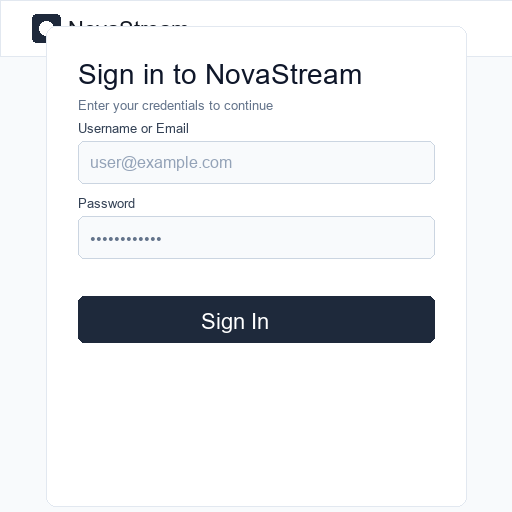 NovaStream
Sign in to NovaStream
Enter your credentials to continue
Username or Email
user@example.com
Password
••••••••••••
Sign In